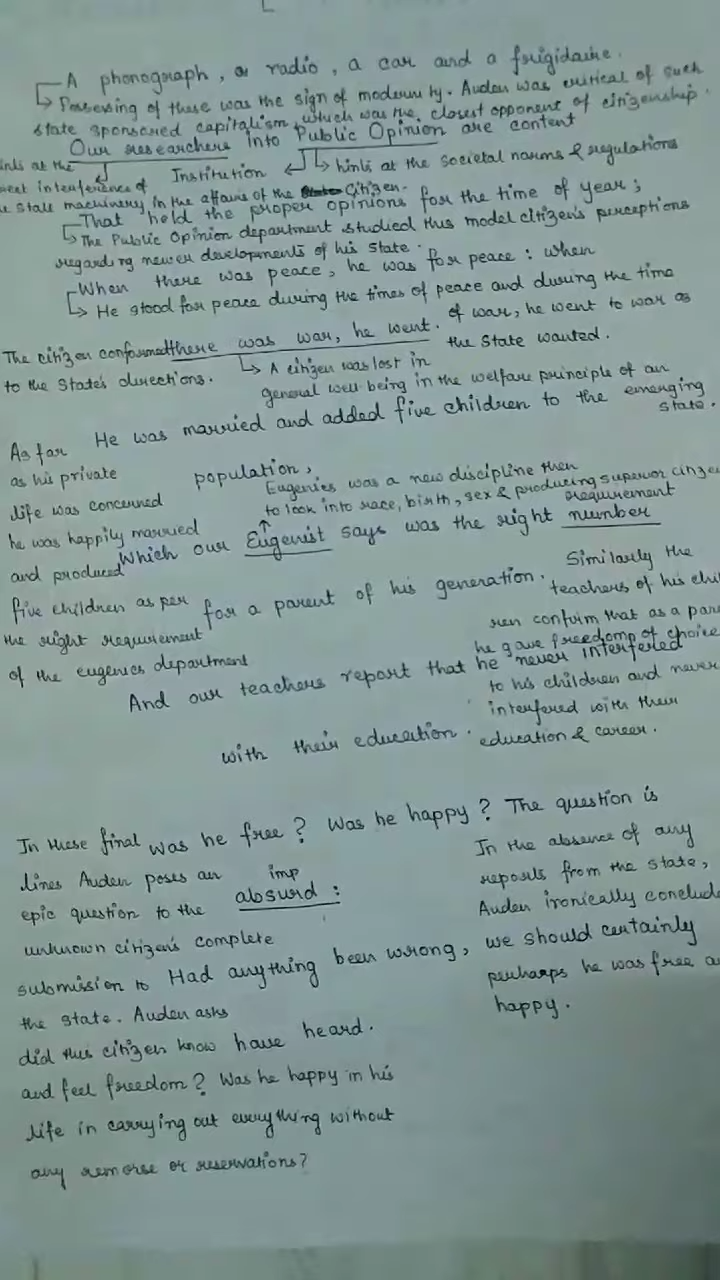 A phonograph, a radio, a car and a frigidaire.
Possessing of these was the sign of modernity. Auden was critical of such
state sponsored capitalism, which was the closest opponent of citizenship.
Our researchers into Public Opinion are content
at the Institution hints at the societal norms & regulations
interference of
State machinery in the affairs of the Citizen.
That held the proper opinions for the time of year;
The Public Opinion department studied this model citizen's perceptions
regarding newer developments of his State.
When there was peace, he was for peace: when
He stood for peace during the times of peace and during the time
of war, he went to war as
the State wanted.
there was war, he went.
The citizen conformed
to the State's directions.
A citizen was lost in
general well being in the welfare principle of an
emerging
state.
He was married and added five children to the
population,
As far
as his private
life was concerned
he was happily married
and produced
five children as per
the right requirement
of the eugenics department
Eugenics was a new discipline then
to look into race, birth, sex & producing superior
requirement
Which our Eugenist says was the right number
for a parent of his generation.
Similarly the
teachers of his
confirm that as a
he gave freedomp of choice
to his children and never
interfered with their
education & career.
And our teachers report that he never interfered
with their education.
Was he free? Was he happy? The question is
imp
absurd:
Had anything been wrong, we should certainly
have heard.
In these final
lines Auden poses an
epic question to the
unknown citizen's complete
submission to
the state. Auden asks
did this citizen know
and feel freedom? Was he happy in his
life in carrying out everything without
any remorse or reservations?
In the absence of any
reports from the state,
Auden ironically
perharps he was free
happy.